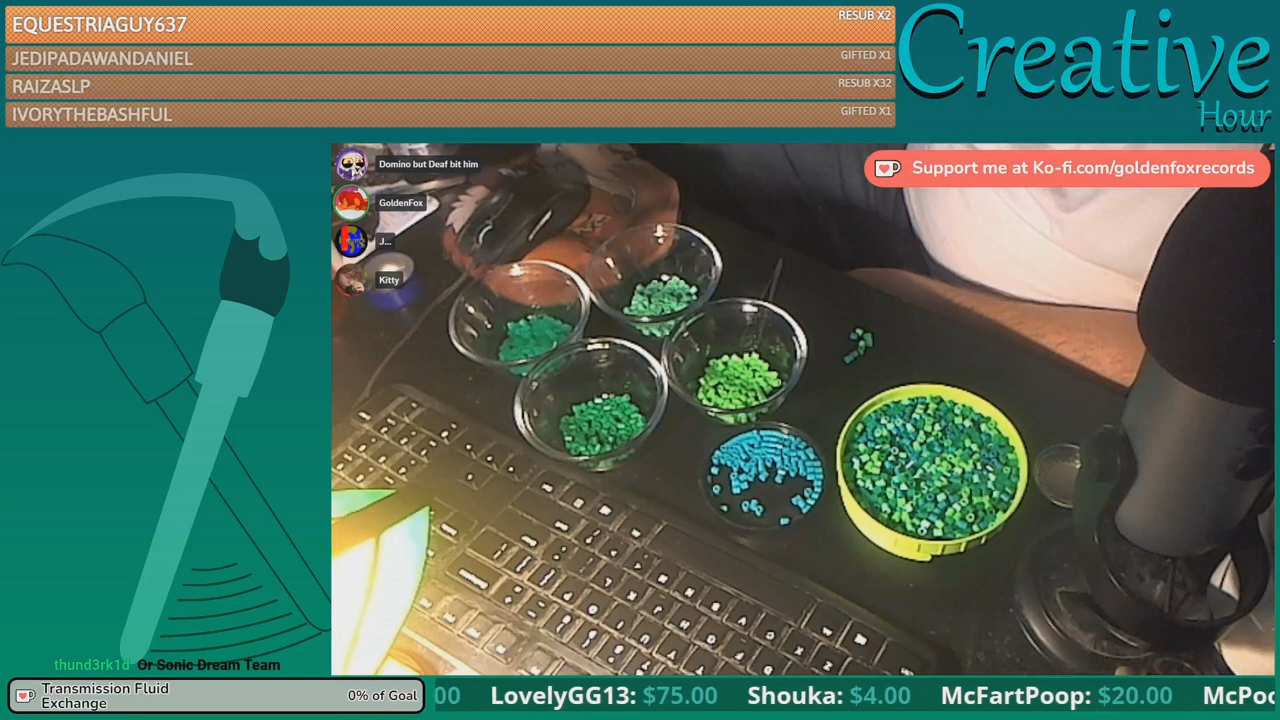 EQUESTRIAGUY637 RESUB X2
JEDIPADAWANDANIEL GIFTED X1
RAIZASLP RESUB X32
IVORYTHEBASHFUL GIFTED X1
Creative
Hour
Support me at Ko-fi.com/goldenfoxrecords
Domino but Deaf bit him
GoldenFox
J...
Kitty
thund3rk1d Or Sonic Dream Team
Transmission Fluid
Exchange
0% of Goal
00 LovelyGG13: $75.00 Shouka: $4.00 McFartPoop: $20.00 McPoo